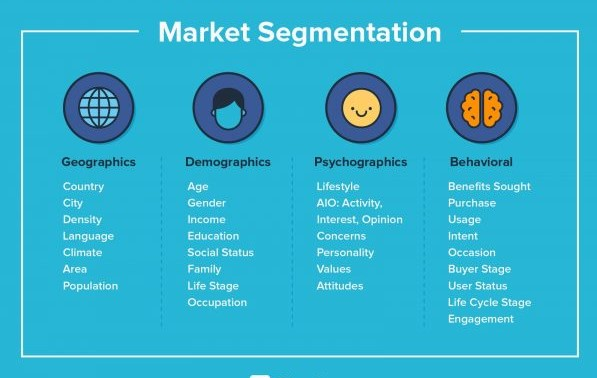 Market Segmentation
Geographics
Country
City
Density
Language
Climate
Area
Population
Demographics
Age
Gender
Income
Education
Social Status
Family
Life Stage
Occupation
Psychographics
Lifestyle
AIO: Activity,
Interest, Opinion
Concerns
Personality
Values
Attitudes
Behavioral
Benefits Sought
Purchase
Usage
Intent
Occasion
Buyer Stage
User Status
Life Cycle Stage
Engagement